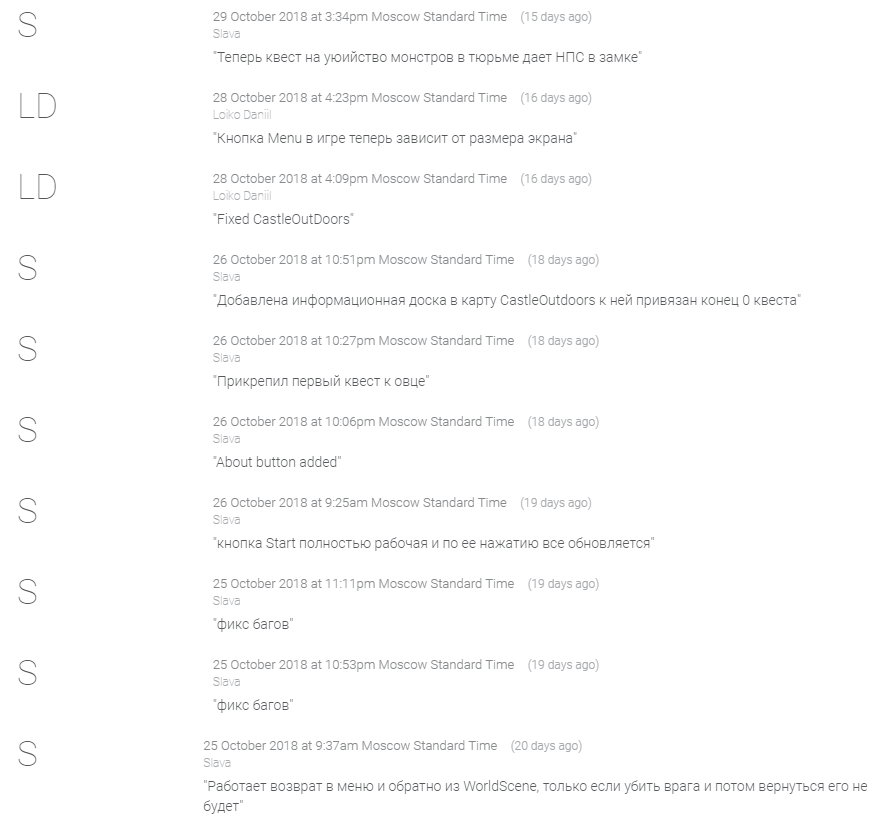 S
29 October 2018 at 3:34pm Moscow Standard Time (15 days ago)
Slava
"Теперь квест на уюийство монстров в тюрьме дает НПС в замке"
LD
28 October 2018 at 4:23pm Moscow Standard Time (16 days ago)
Loiko Daniil
"Кнопка Menu в игре теперь зависит от размера экрана"
LD
28 October 2018 at 4:09pm Moscow Standard Time (16 days ago)
Loiko Daniil
"Fixed CastleOutDoors"
S
26 October 2018 at 10:51pm Moscow Standard Time (18 days ago)
Slava
"Добавлена информационная доска в карту CastleOutdoors к ней привязан конец 0 квеста"
S
26 October 2018 at 10:27pm Moscow Standard Time (18 days ago)
Slava
"Прикрепил первый квест к овце"
S
26 October 2018 at 10:06pm Moscow Standard Time (18 days ago)
Slava
"About button added"
S
26 October 2018 at 9:25am Moscow Standard Time (19 days ago)
Slava
"кнопка Start полностью рабочая и по ее нажатию все обновляется"
S
25 October 2018 at 11:11pm Moscow Standard Time (19 days ago)
Slava
"фикс багов"
S
25 October 2018 at 10:53pm Moscow Standard Time (19 days ago)
Slava
"фикс багов"
S
25 October 2018 at 9:37am Moscow Standard Time (20 days ago)
Slava
"Работает возврат в меню и обратно из WorldScene, только если убить врага и потом вернуться его не
будет"